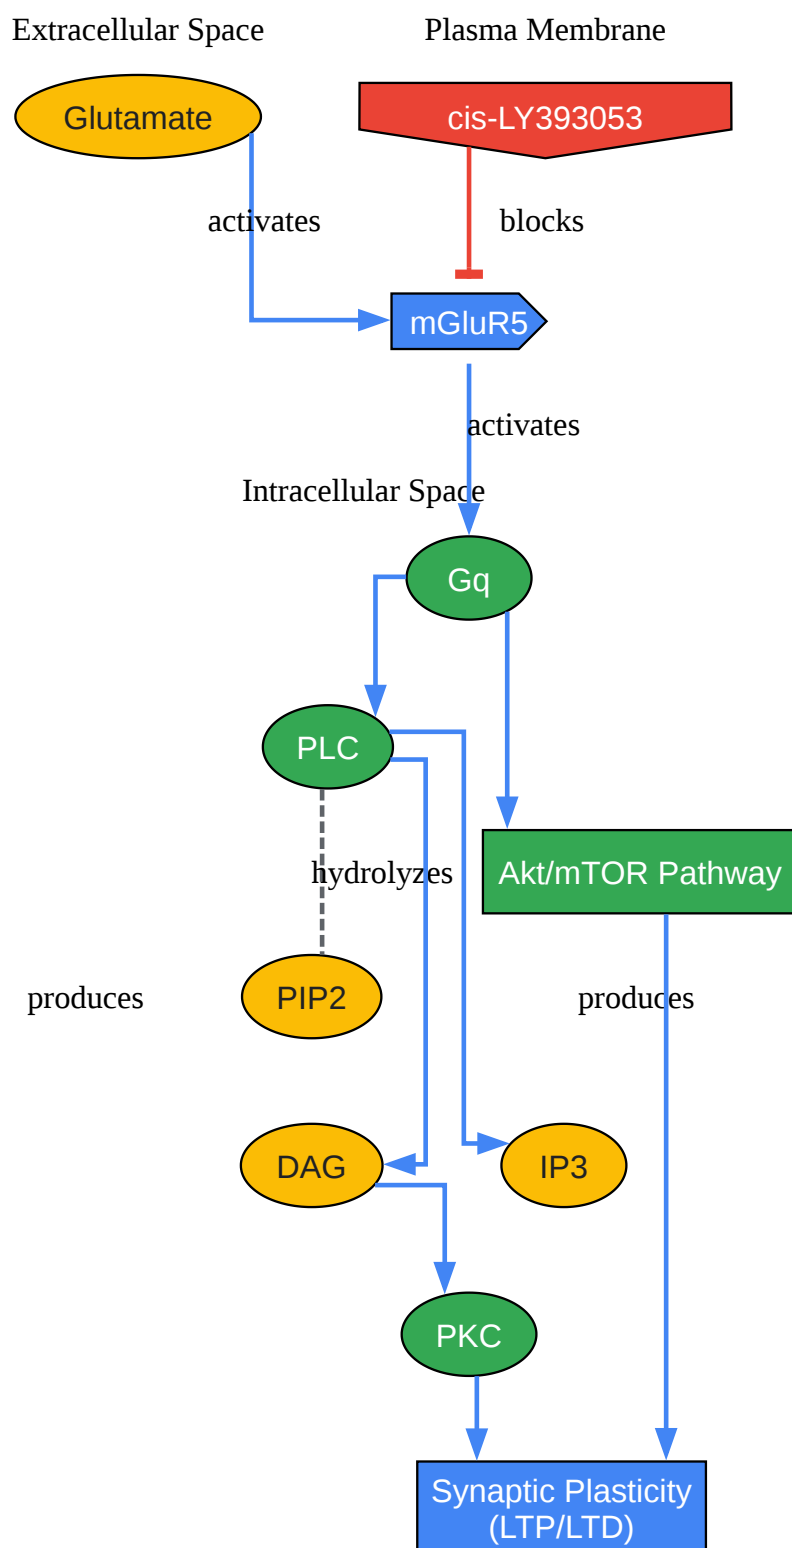 Extracellular Space
Plasma Membrane
Glutamate
cis-LY393053
activates
blocks
mGluR5
activates
Intracellular Space
Gq
PLC
hydrolyzes
Akt/mTOR Pathway
produces
PIP2
produces
DAG
IP3
PKC
Synaptic Plasticity
(LTP/LTD)